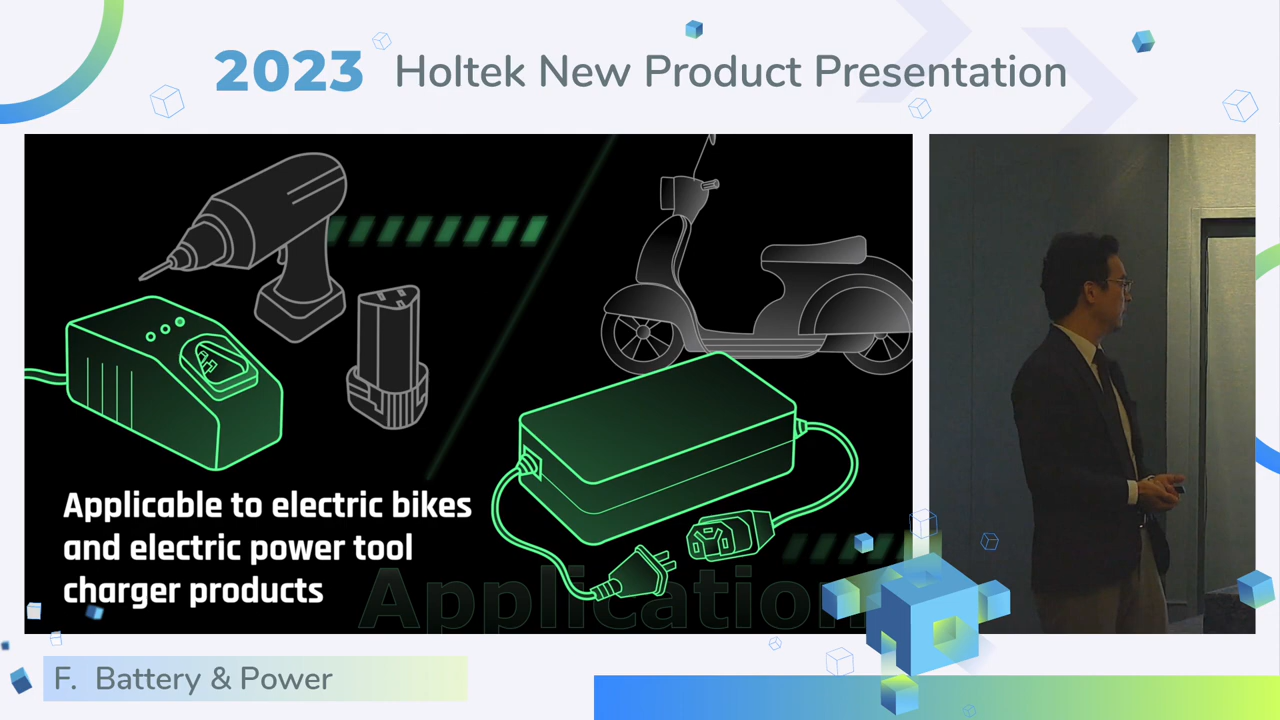 2023 Holtek New Product Presentation
Applicable to electric bikes
and electric power tool
charger products
Application
F. Battery & Power